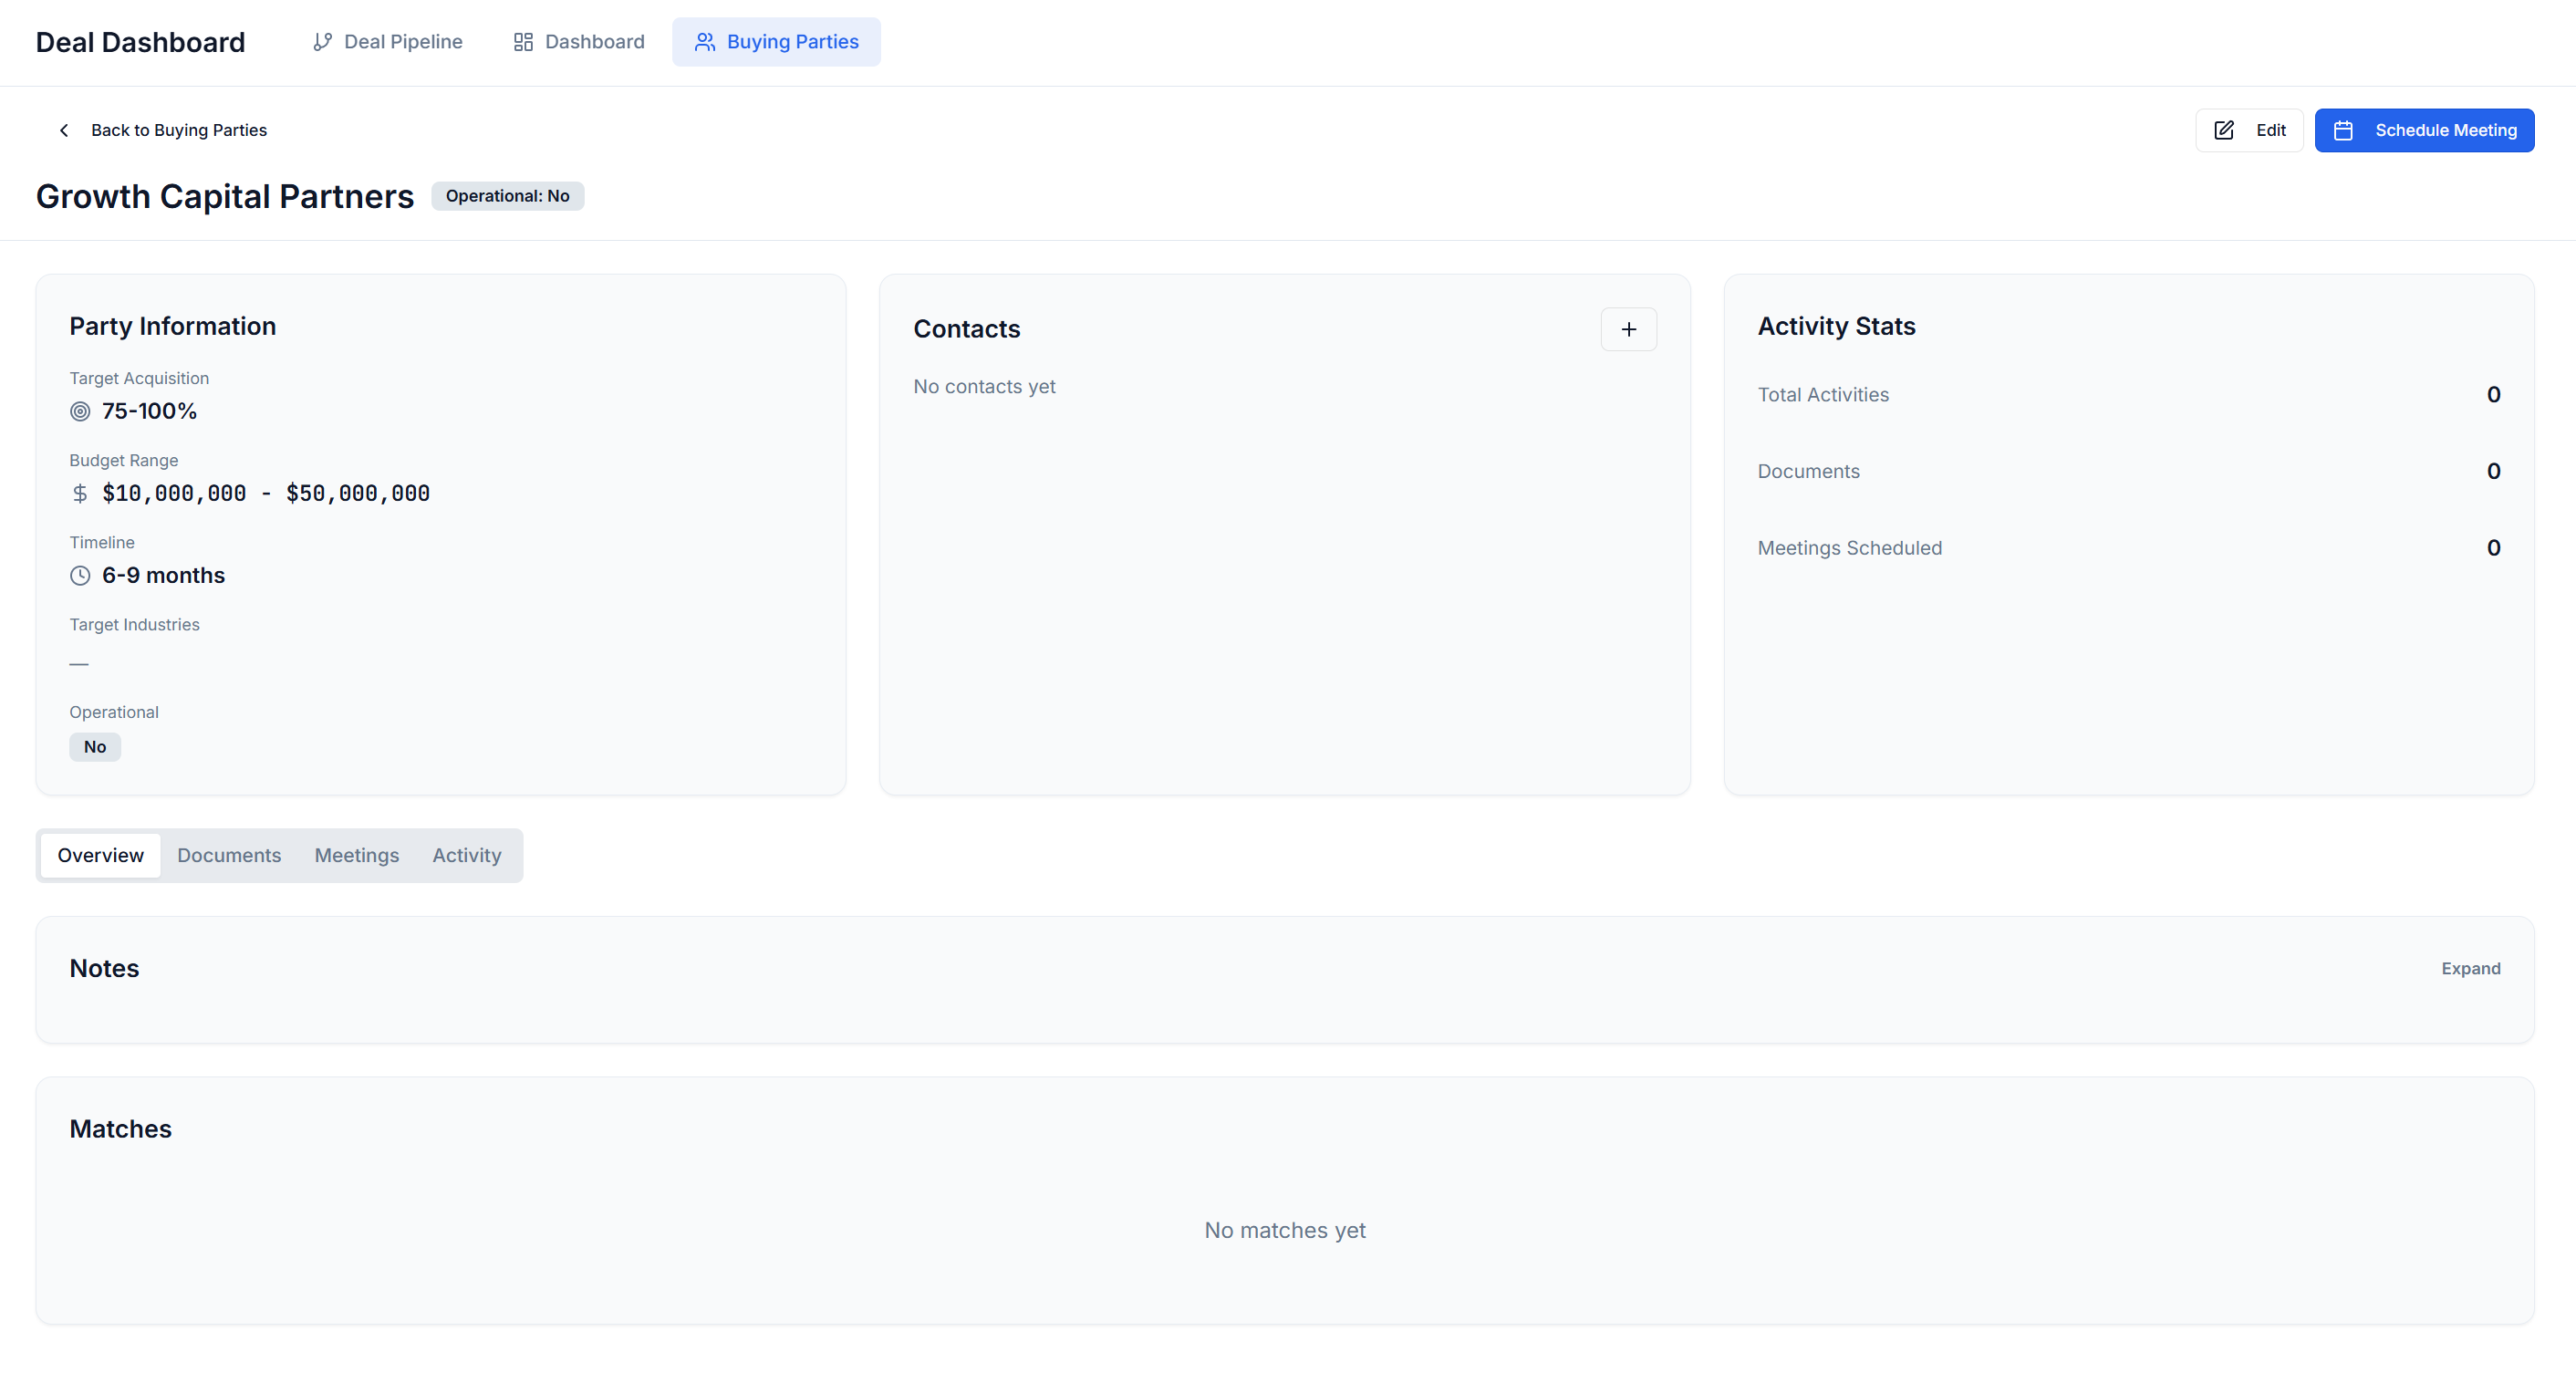 Deal Dashboard
Deal Pipeline
Dashboard
Buying Parties
Back to Buying Parties
Edit
Schedule Meeting
Growth Capital Partners
Operational: No
Party Information
Target Acquisition
75-100%
Budget Range
$10,000,000 - $50,000,000
Timeline
6-9 months
Target Industries
—
Operational
No
Contacts
+
No contacts yet
Activity Stats
Total Activities 0
Documents 0
Meetings Scheduled 0
Overview
Documents
Meetings
Activity
Notes
Expand
Matches
No matches yet